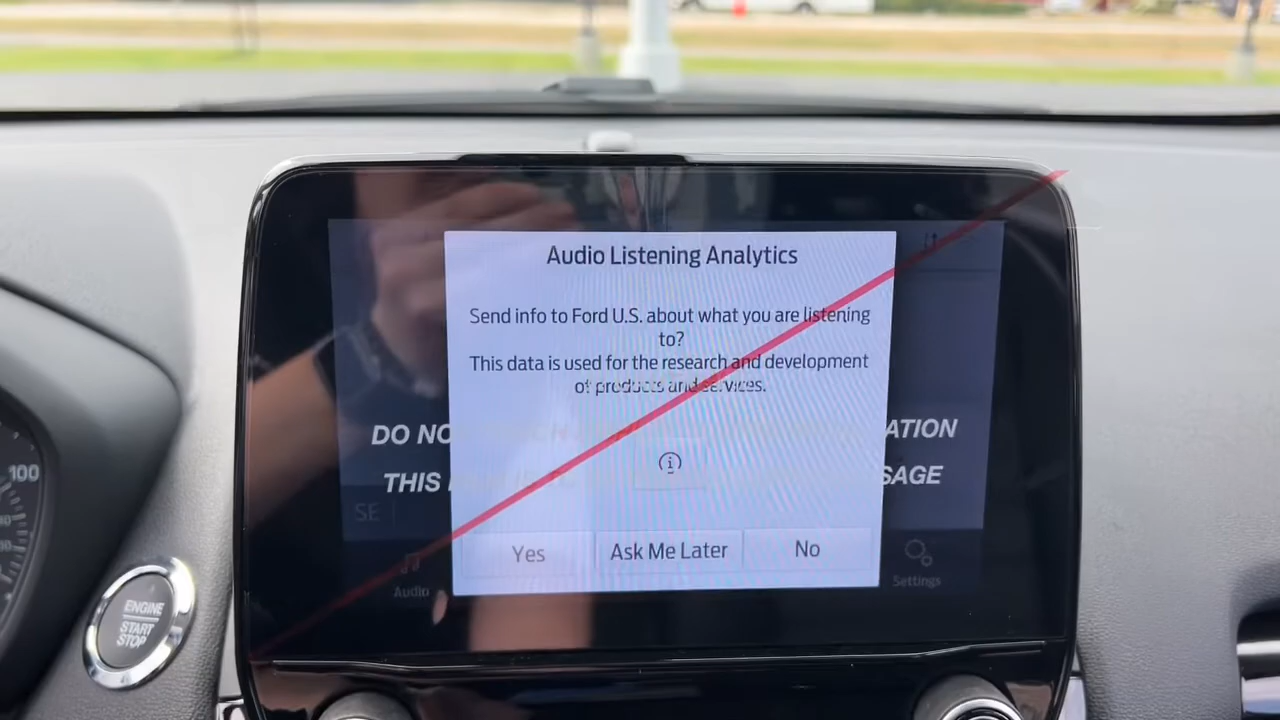 Audio Listening Analytics
Send info to Ford U.S. about what you are listening
to?
This data is used for the research and development
of products and services.
DO NO ATION
THIS SAGE
SE
Yes
Ask Me Later
No
Audio
Settings
100
ENGINE
START
STOP